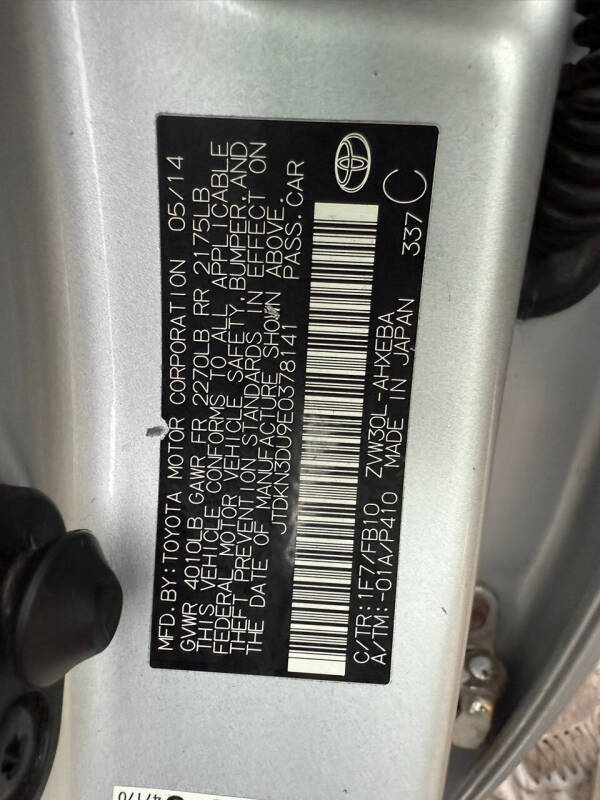 MFD. BY: TOYOTA MOTOR CORPORATION 05/14
GVWR 4010LB GAWR FR 2270LB RR 2175LB
THIS VEHICLE CONFORMS TO ALL APPLICABLE
FEDERAL MOTOR VEHICLE SAFETY, BUMPER, AND
THEFT PREVENTION STANDARDS IN EFFECT ON
THE DATE OF MANUFACTURE SHOWN ABOVE.
JTDKN3DU9E0378141 PASS. CAR
C/TR: 1F7/FB10 ZVW30L-AHXEBA 337 C
A/TM: -01A/P410 MADE IN JAPAN